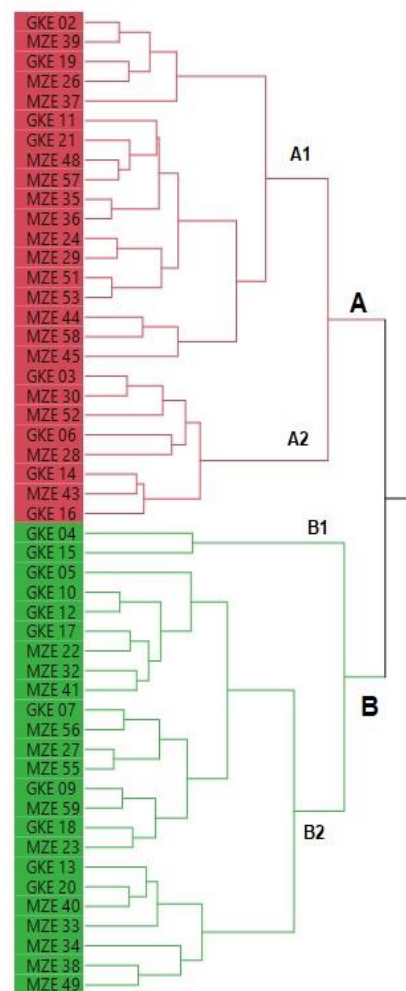 GKE 02
MZE 39
GKE 19
MZE 26
MZE 37
GKE 11
GKE 21
MZE 48
MZE 57
MZE 35
MZE 36
MZE 24
MZE 29
MZE 51
MZE 53
MZE 44
MZE 58
MZE 45
GKE 03
MZE 30
MZE 52
GKE 06
MZE 28
GKE 14
MZE 43
GKE 16
GKE 04
GKE 15
GKE 05
GKE 10
GKE 12
GKE 17
MZE 22
MZE 32
MZE 41
GKE 07
MZE 56
MZE 27
MZE 55
GKE 09
MZE 59
GKE 18
MZE 23
GKE 13
GKE 20
MZE 40
MZE 33
MZE 34
MZE 38
MZE 49
A1
A
A2
B1
B
B2